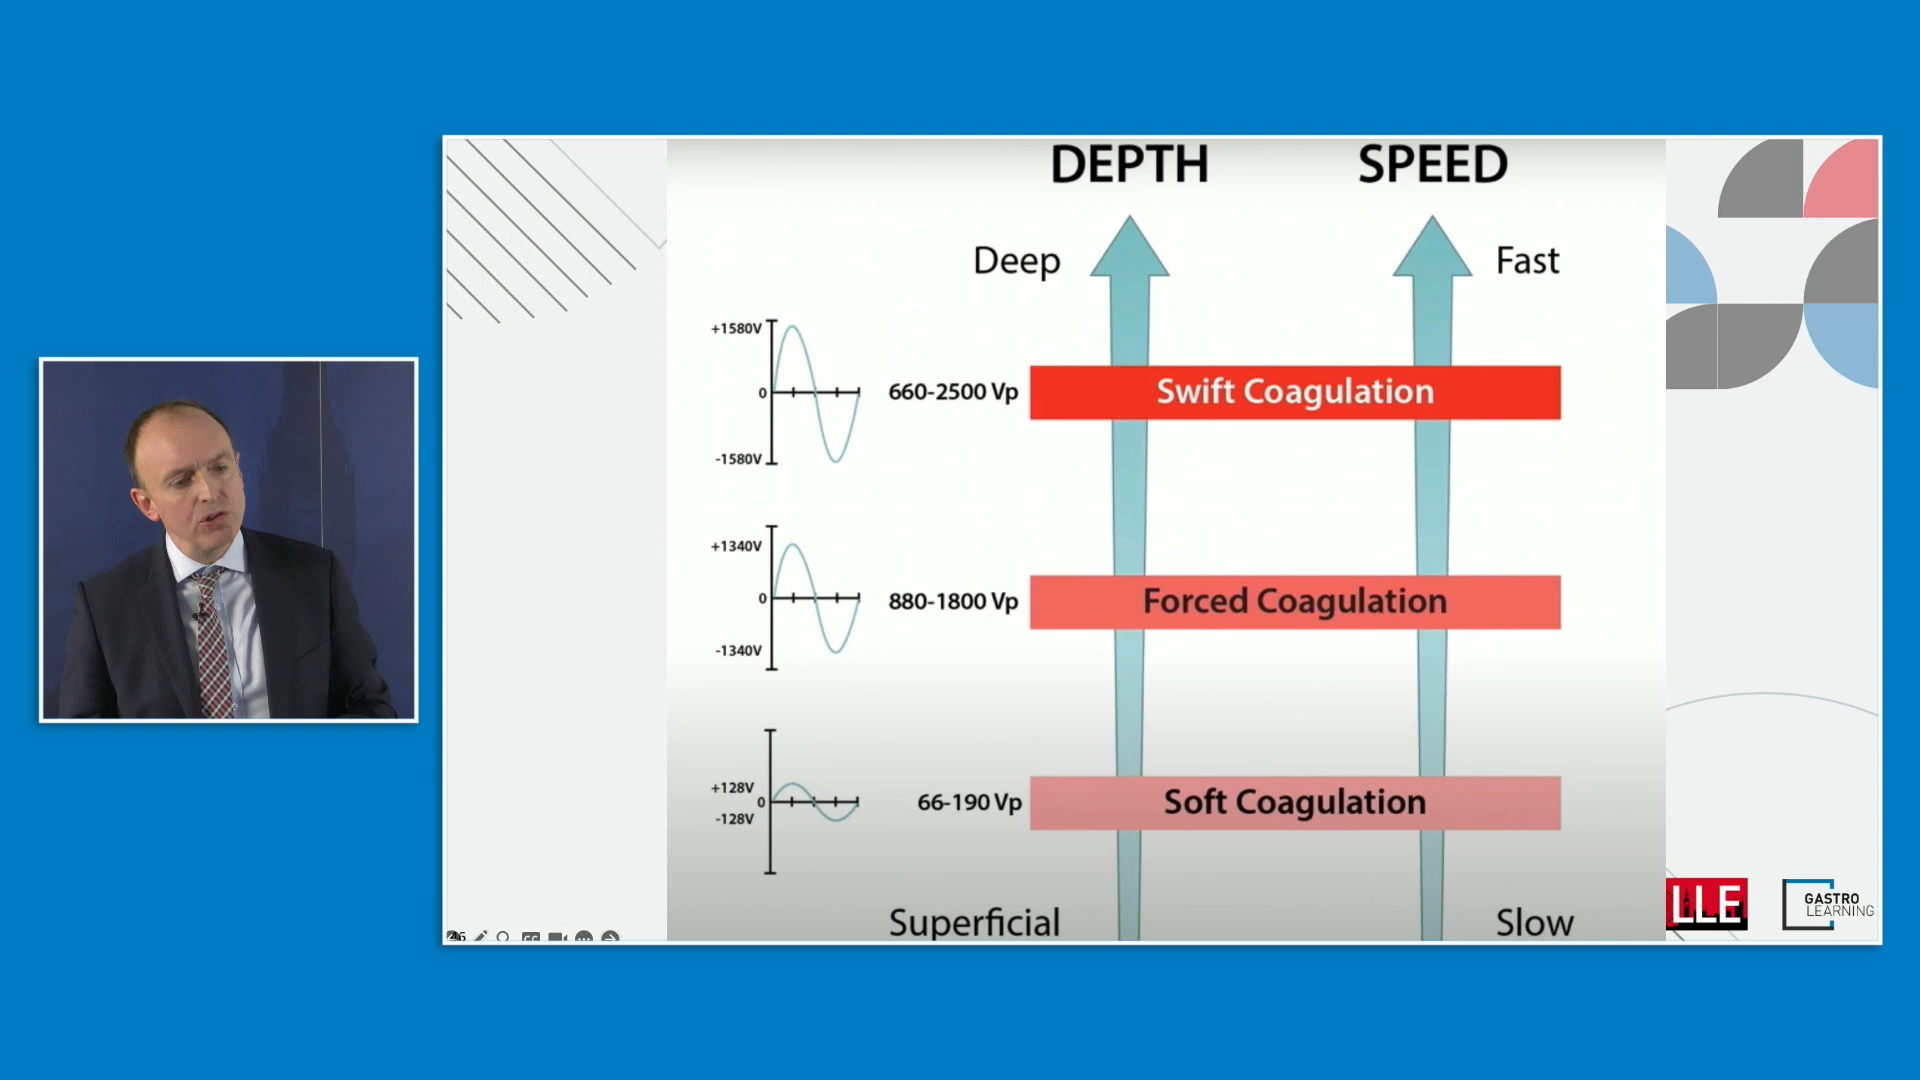 DEPTH SPEED
Deep Fast
+1580V
0 660-2500 Vp Swift Coagulation
-1580V
+1340V
0 880-1800 Vp Forced Coagulation
-1340V
+128V
0 66-190 Vp Soft Coagulation
-128V
Superficial Slow
LLE
GASTRO
LEARNING